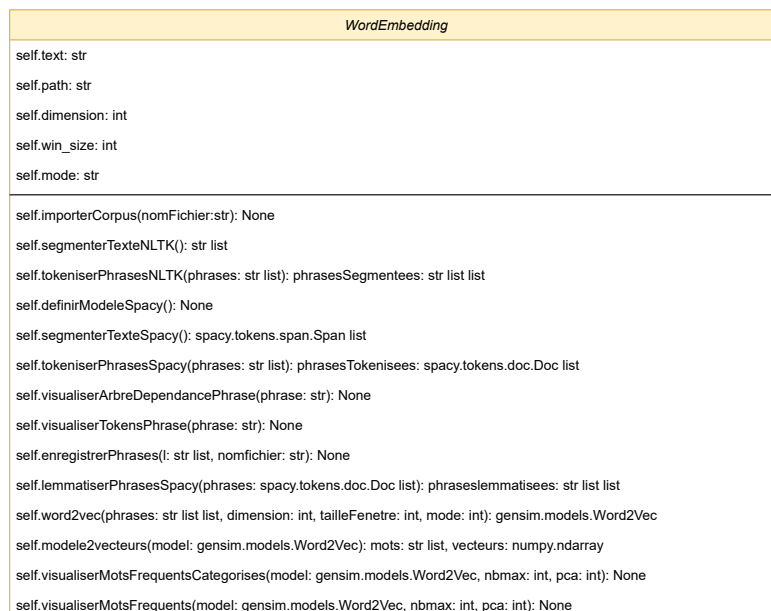 WordEmbedding
self.text: str
self.path: str
self.dimension: int
self.win_size: int
self.mode: str
self.importerCorpus(nomFichier:str): None
self.segmenterTexteNLTK(): str list
self.tokeniserPhrasesNLTK(phrases: str list): phrasesSegmentees: str list list
self.definirModeleSpacy(): None
self.segmenterTexteSpacy(): spacy.tokens.span.Span list
self.tokeniserPhrasesSpacy(phrases: str list): phrasesTokenisees: spacy.tokens.doc.Doc list
self.visualiserArbreDependancePhrase(phrase: str): None
self.visualiserTokensPhrase(phrase: str): None
self.enregistrerPhrases(l: str list, nomfichier: str): None
self.lemmatiserPhrasesSpacy(phrases: spacy.tokens.doc.Doc list): phraseslemmatisees: str list list
self.word2vec(phrases: str list list, dimension: int, tailleFenetre: int, mode: int): gensim.models.Word2Vec
self.modele2vecteurs(model: gensim.models.Word2Vec): mots: str list, vecteurs: numpy.ndarray
self.visualiserMotsFrequentsCategorises(model: gensim.models.Word2Vec, nbmax: int, pca: int): None
self.visualiserMotsFrequents(model: gensim.models.Word2Vec, nbmax: int, pca: int): None